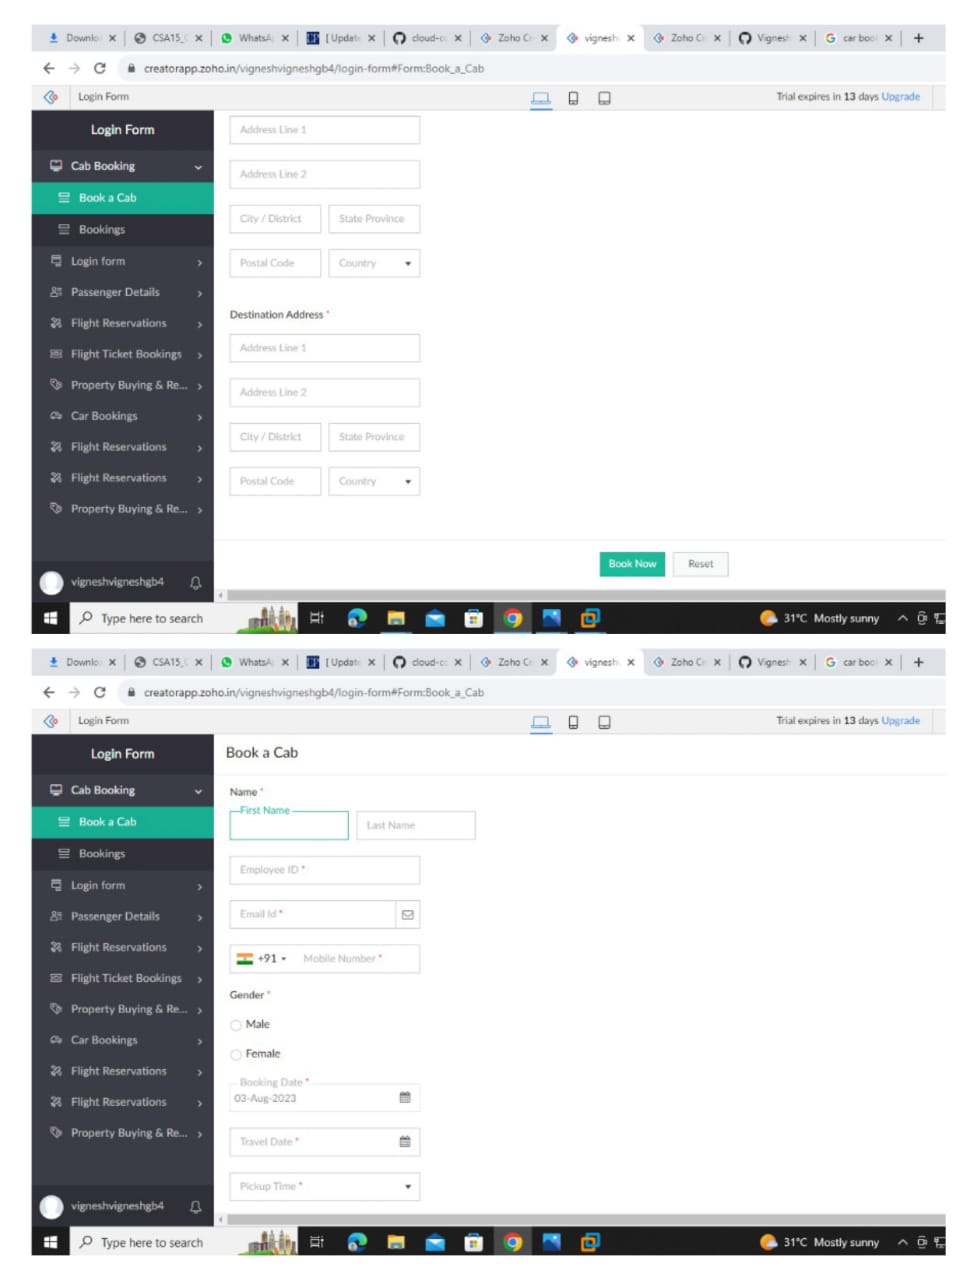 Downlo CSA15_ WhatsA [ Update cloud-co Zoho Cr vignesh Zoho Cr Vignesh car book
creatorapp.zoho.in/vigneshvigneshgb4/login-form#Form:Book_a_Cab
Login Form Trial expires in 13 days Upgrade
Login Form
Cab Booking
Book a Cab
Bookings
Login form
Passenger Details
Flight Reservations
Flight Ticket Bookings
Property Buying & Re...
Car Bookings
Flight Reservations
Flight Reservations
Property Buying & Re...
vigneshvigneshgb4
Address Line 1
Address Line 2
City / District State Province
Postal Code Country
Destination Address *
Address Line 1
Address Line 2
City / District State Province
Postal Code Country
Book Now Reset
Type here to search 31°C Mostly sunny
Downlo CSA15_ WhatsA [ Update cloud-co Zoho Cr vignesh Zoho Cr Vignesh car book
creatorapp.zoho.in/vigneshvigneshgb4/login-form#Form:Book_a_Cab
Login Form Trial expires in 13 days Upgrade
Login Form
Cab Booking
Book a Cab
Bookings
Login form
Passenger Details
Flight Reservations
Flight Ticket Bookings
Property Buying & Re...
Car Bookings
Flight Reservations
Flight Reservations
Property Buying & Re...
vigneshvigneshgb4
Book a Cab
Name *
First Name Last Name
Employee ID *
Email Id *
+91 Mobile Number *
Gender *
Male
Female
Booking Date *
03-Aug-2023
Travel Date *
Pickup Time *
Type here to search 31°C Mostly sunny